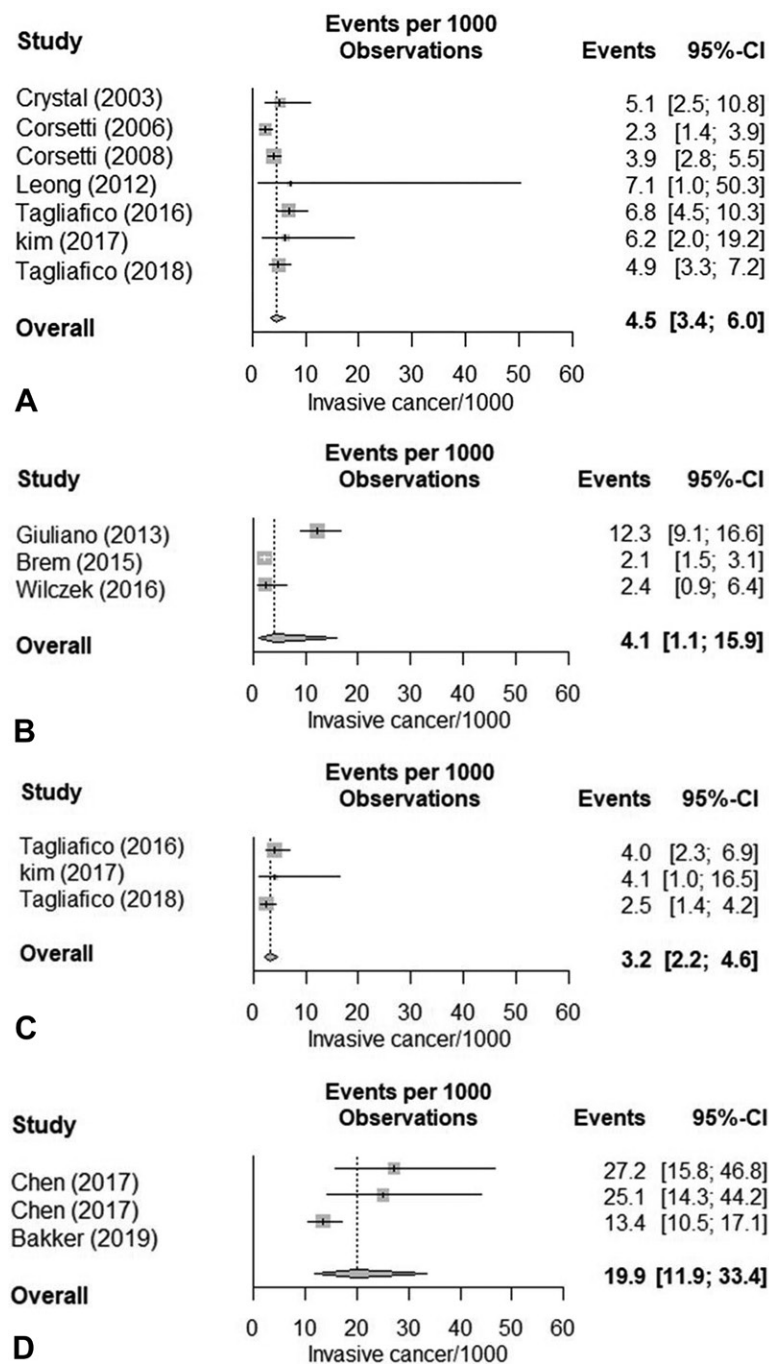 Study Events per 1000 Observations Events 95%-CI
Crystal (2003) 5.1 [2.5; 10.8]
Corsetti (2006) 2.3 [1.4; 3.9]
Corsetti (2008) 3.9 [2.8; 5.5]
Leong (2012) 7.1 [1.0; 50.3]
Tagliafico (2016) 6.8 [4.5; 10.3]
kim (2017) 6.2 [2.0; 19.2]
Tagliafico (2018) 4.9 [3.3; 7.2]
Overall 4.5 [3.4; 6.0]
0 10 20 30 40 50 60
Invasive cancer/1000
A
Study Events per 1000 Observations Events 95%-CI
Giuliano (2013) 12.3 [9.1; 16.6]
Brem (2015) 2.1 [1.5; 3.1]
Wilczek (2016) 2.4 [0.9; 6.4]
Overall 4.1 [1.1; 15.9]
0 10 20 30 40 50 60
Invasive cancer/1000
B
Study Events per 1000 Observations Events 95%-CI
Tagliafico (2016) 4.0 [2.3; 6.9]
kim (2017) 4.1 [1.0; 16.5]
Tagliafico (2018) 2.5 [1.4; 4.2]
Overall 3.2 [2.2; 4.6]
0 10 20 30 40 50 60
Invasive cancer/1000
C
Study Events per 1000 Observations Events 95%-CI
Chen (2017) 27.2 [15.8; 46.8]
Chen (2017) 25.1 [14.3; 44.2]
Bakker (2019) 13.4 [10.5; 17.1]
Overall 19.9 [11.9; 33.4]
0 10 20 30 40 50 60
Invasive cancer/1000
D